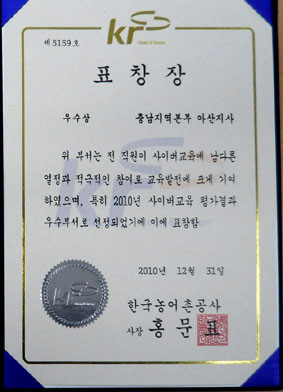 제 5159호
kr
표 창 장
우수상 충남지역본부 아산지사
위 부서는 전 직원이 사이버교육에 남다른
열정과 적극적인 참여로 교육발전에 크게 기여
하였으며, 특히 2010년 사이버교육 평가결과
우수부서로 선정되었기에 이에 표창함
2010년 12월 31일
한국농어촌공사
사장 홍 문 표
kr